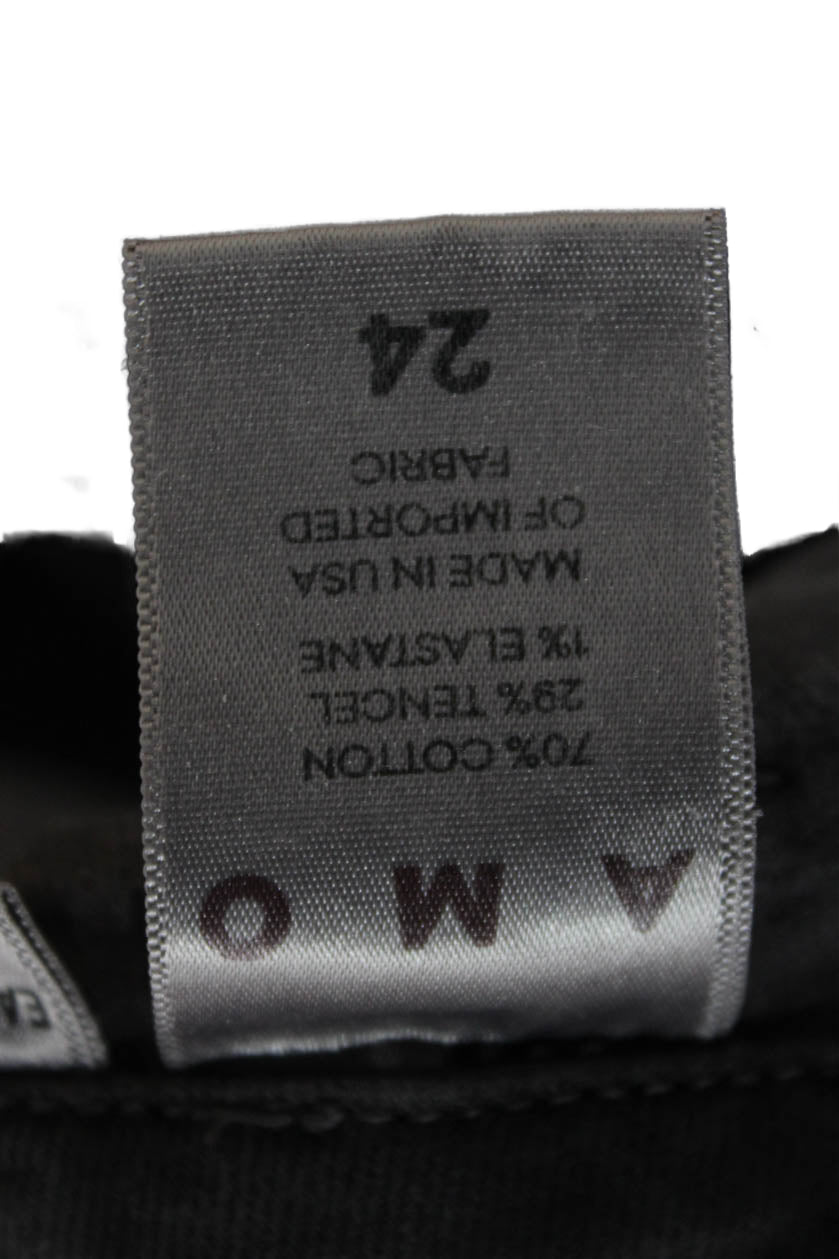 A M O
70% COTTON
29% TENCEL
1% ELASTANE
MADE IN USA
OF IMPORTED
FABRIC
24